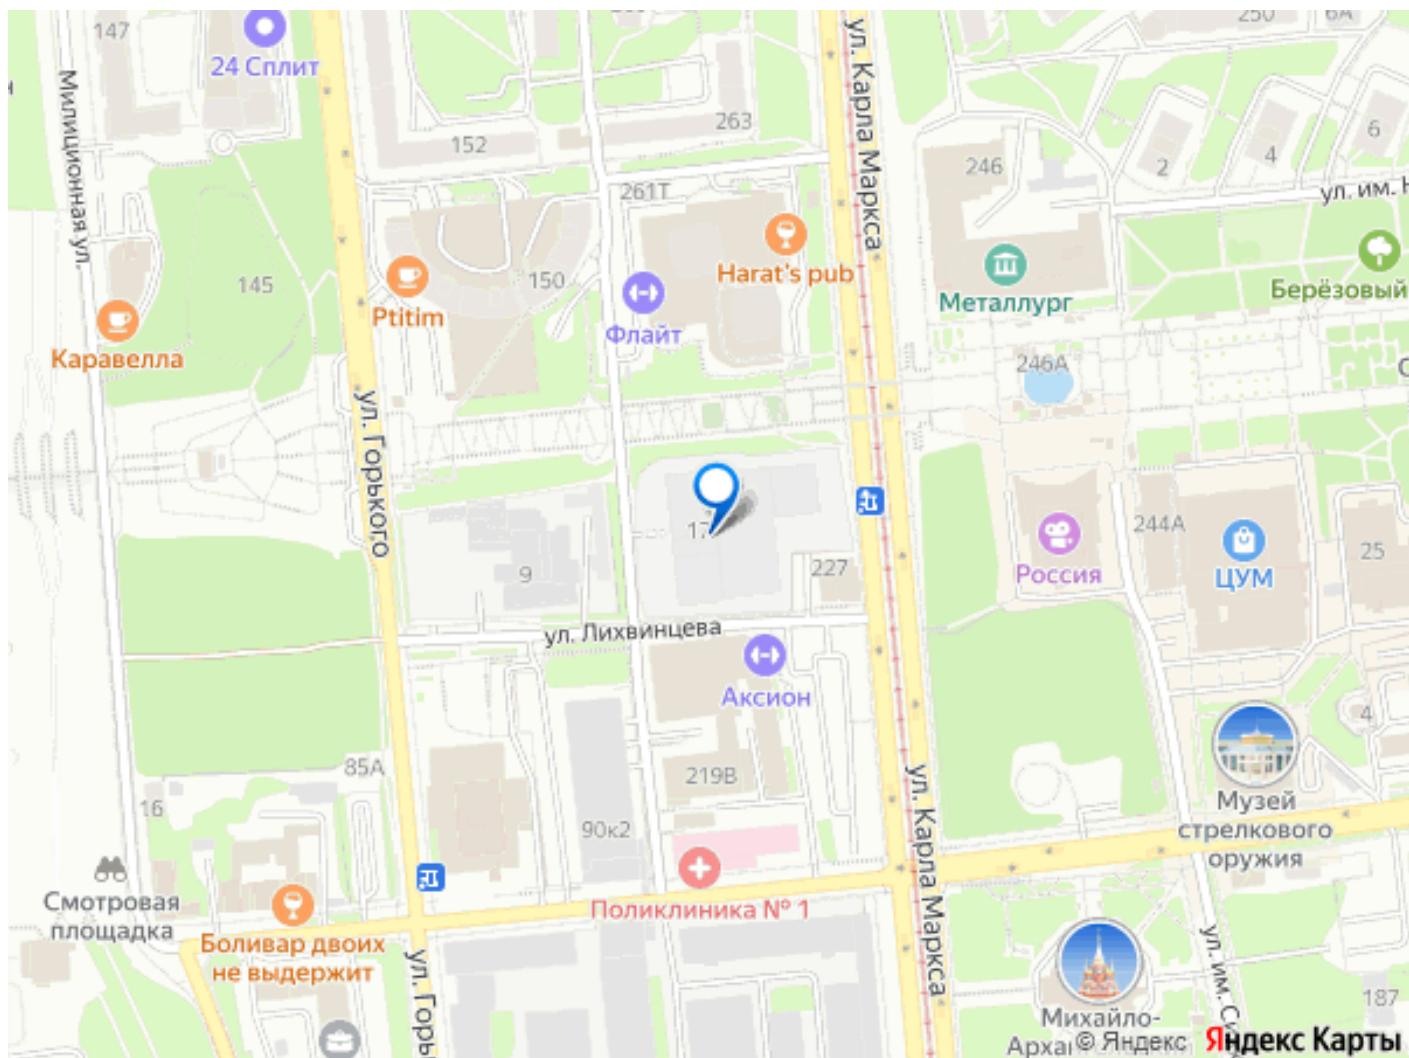 147
24 Сплит
Милиционная ул.
152
263
261Т
ул. Карла Маркса
250
6А
246
2
4
6
ул. им.
145
Каравелла
Ptitim
150
Флайт
Harat's pub
Металлург
Берёзовый
246А
ул. Горького
17
9
227
ул. Лихвинцева
Россия
244А
ЦУМ
25
Аксион
4
85А
16
219В
90к2
Музей
стрелкового
оружия
Смотровая
площадка
Боливар двоих
не выдержит
Поликлиника № 1
ул. Карла Маркса
ул. Горь
ул. им.
187
Михайло-
© Яндекс
Яндекс Карты